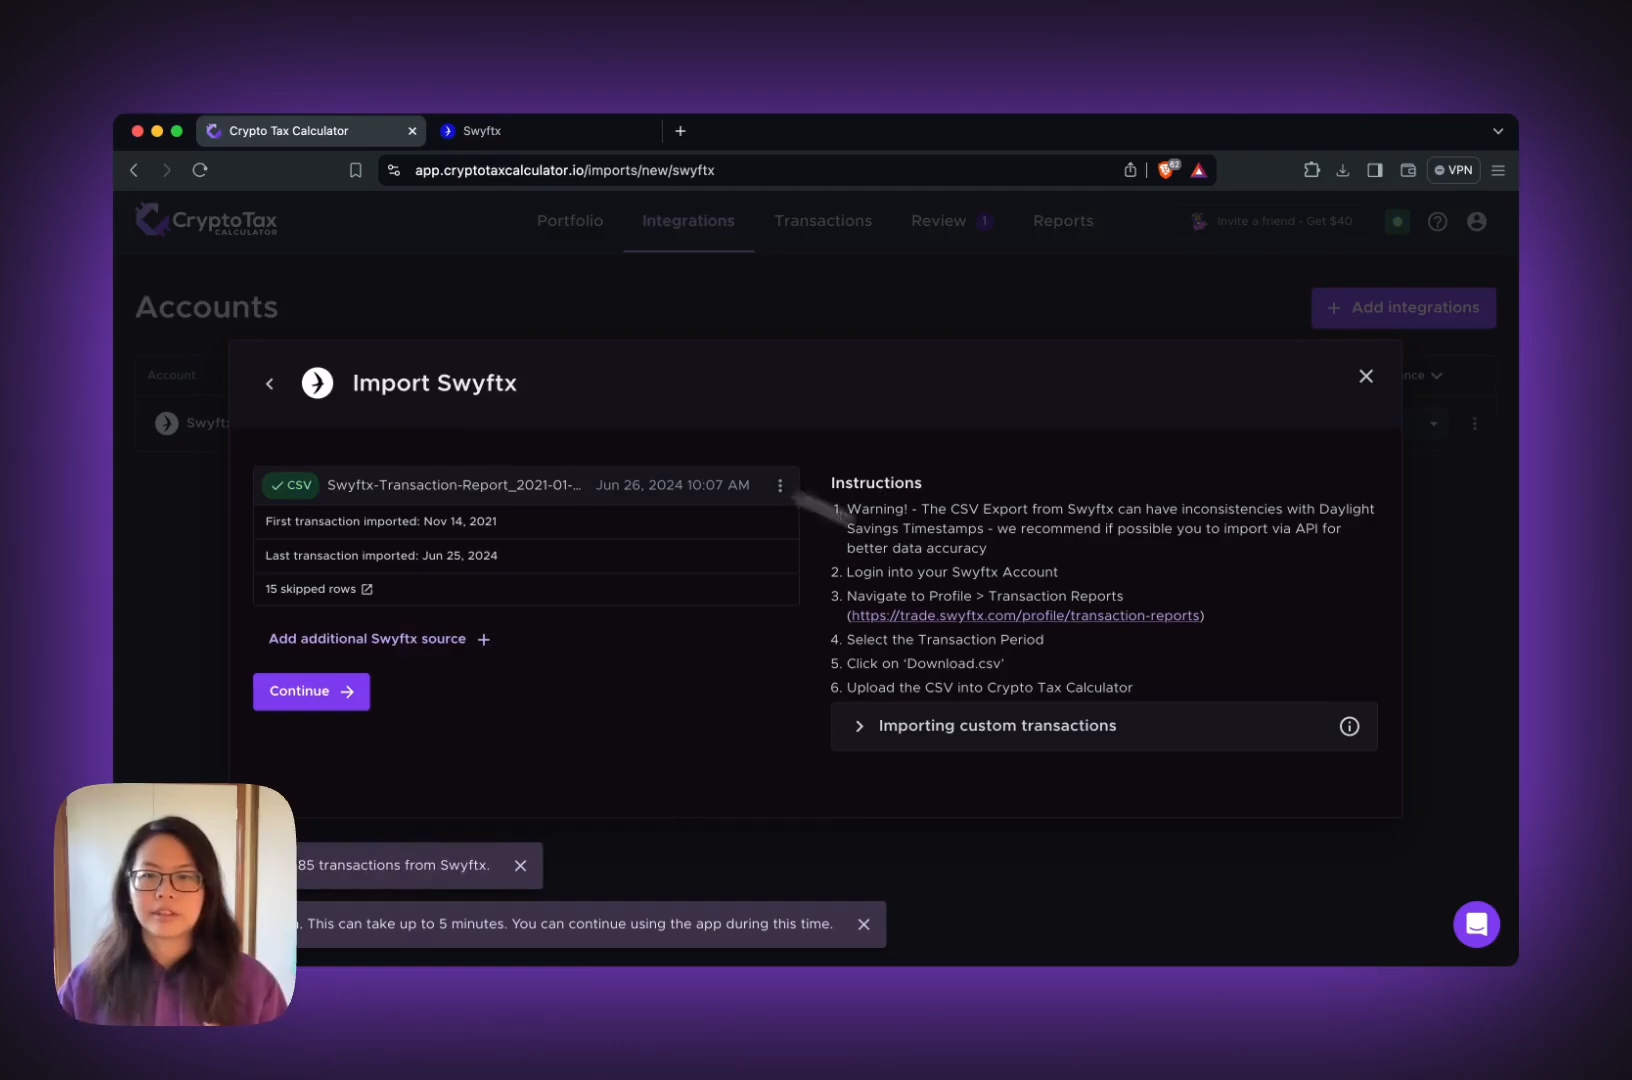 Crypto Tax Calculator
Swyftx
app.cryptotaxcalculator.io/imports/new/swyftx
62
VPN
CryptoTax
CALCULATOR
Portfolio
Integrations
Transactions
Review 1
Reports
Invite a friend - Get $40
Accounts
+ Add integrations
Account
Import Swyftx
CSV Swyftx-Transaction-Report_2021-01-... Jun 26, 2024 10:07 AM
First transaction imported: Nov 14, 2021
Last transaction imported: Jun 25, 2024
15 skipped rows
Add additional Swyftx source +
Continue →
Instructions
1. Warning! - The CSV Export from Swyftx can have inconsistencies with Daylight
Savings Timestamps - we recommend if possible you to import via API for
better data accuracy
2. Login into your Swyftx Account
3. Navigate to Profile > Transaction Reports
(https://trade.swyftx.com/profile/transaction-reports)
4. Select the Transaction Period
5. Click on ‘Download.csv’
6. Upload the CSV into Crypto Tax Calculator
Importing custom transactions
85 transactions from Swyftx.
. This can take up to 5 minutes. You can continue using the app during this time.